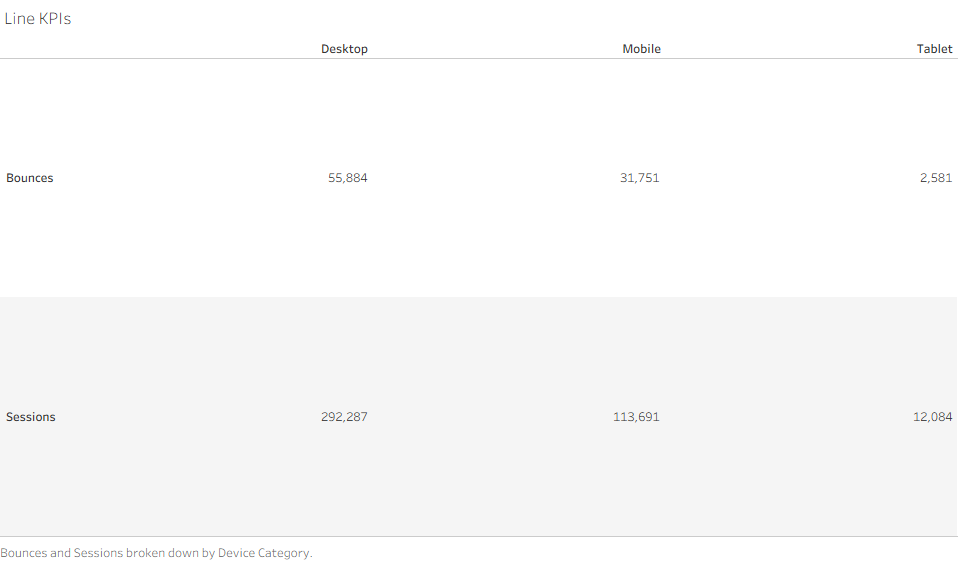 Line KPIs
Desktop Mobile Tablet
Bounces 55,884 31,751 2,581
Sessions 292,287 113,691 12,084
Bounces and Sessions broken down by Device Category.